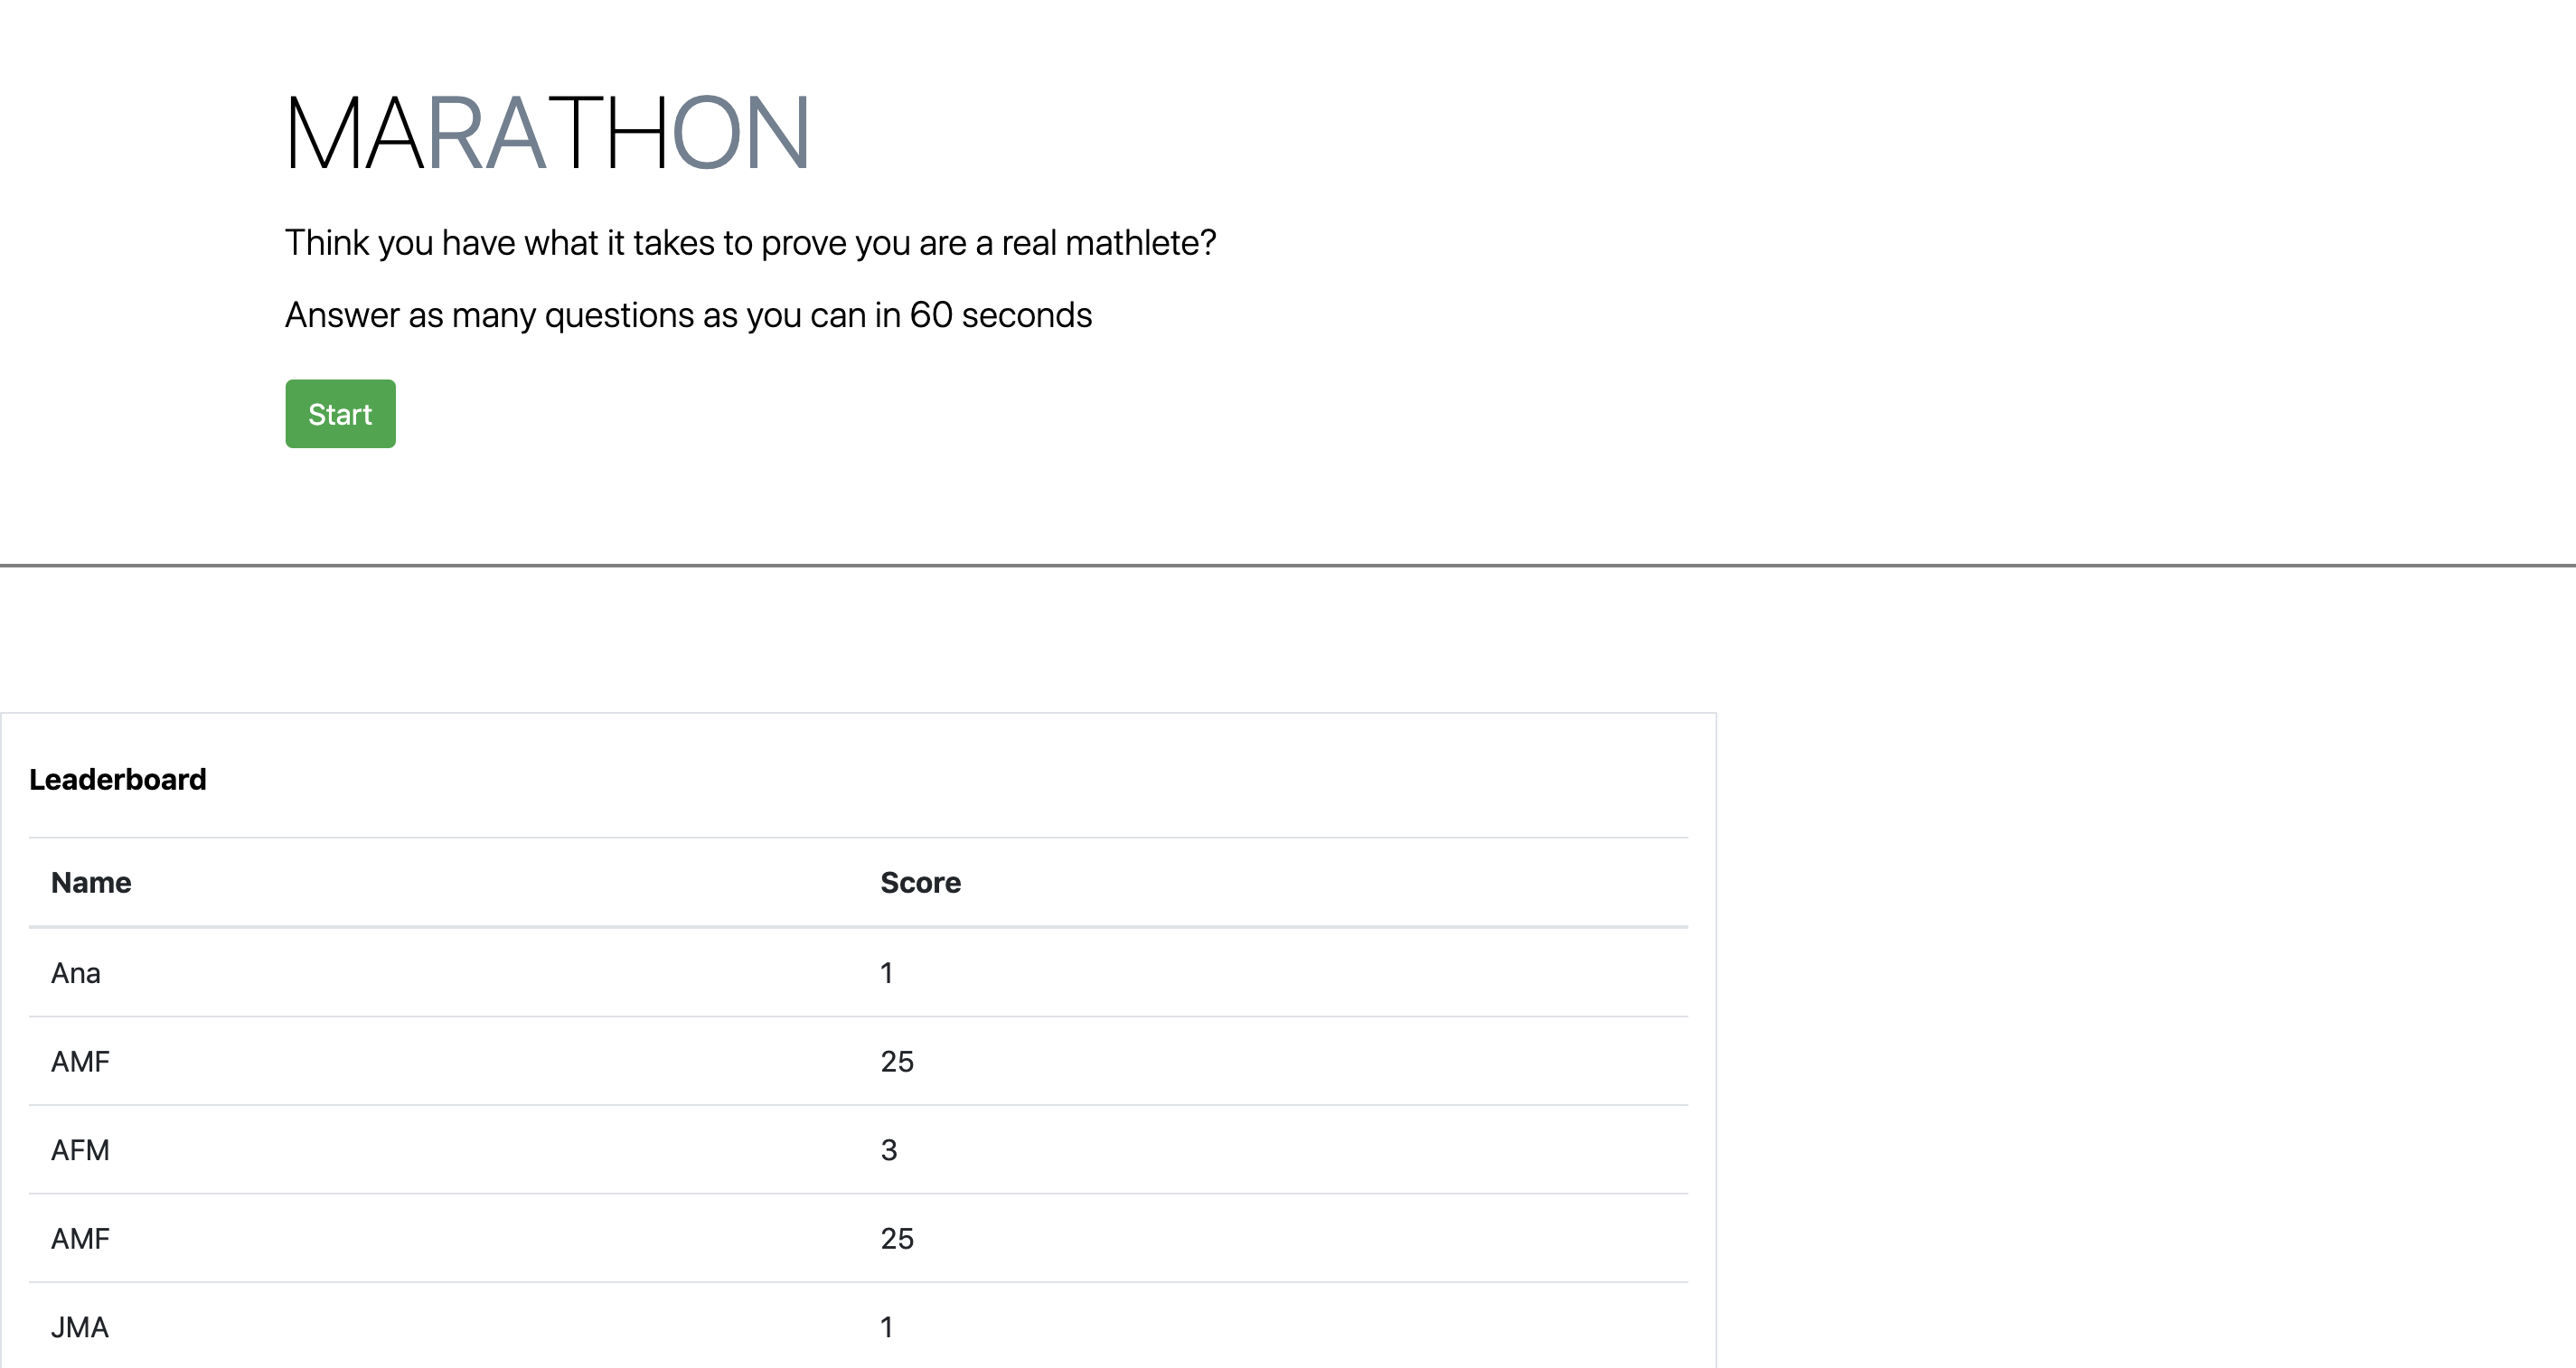 MARATHON
Think you have what it takes to prove you are a real mathlete?
Answer as many questions as you can in 60 seconds
Start
Leaderboard
Name Score
Ana 1
AMF 25
AFM 3
AMF 25
JMA 1